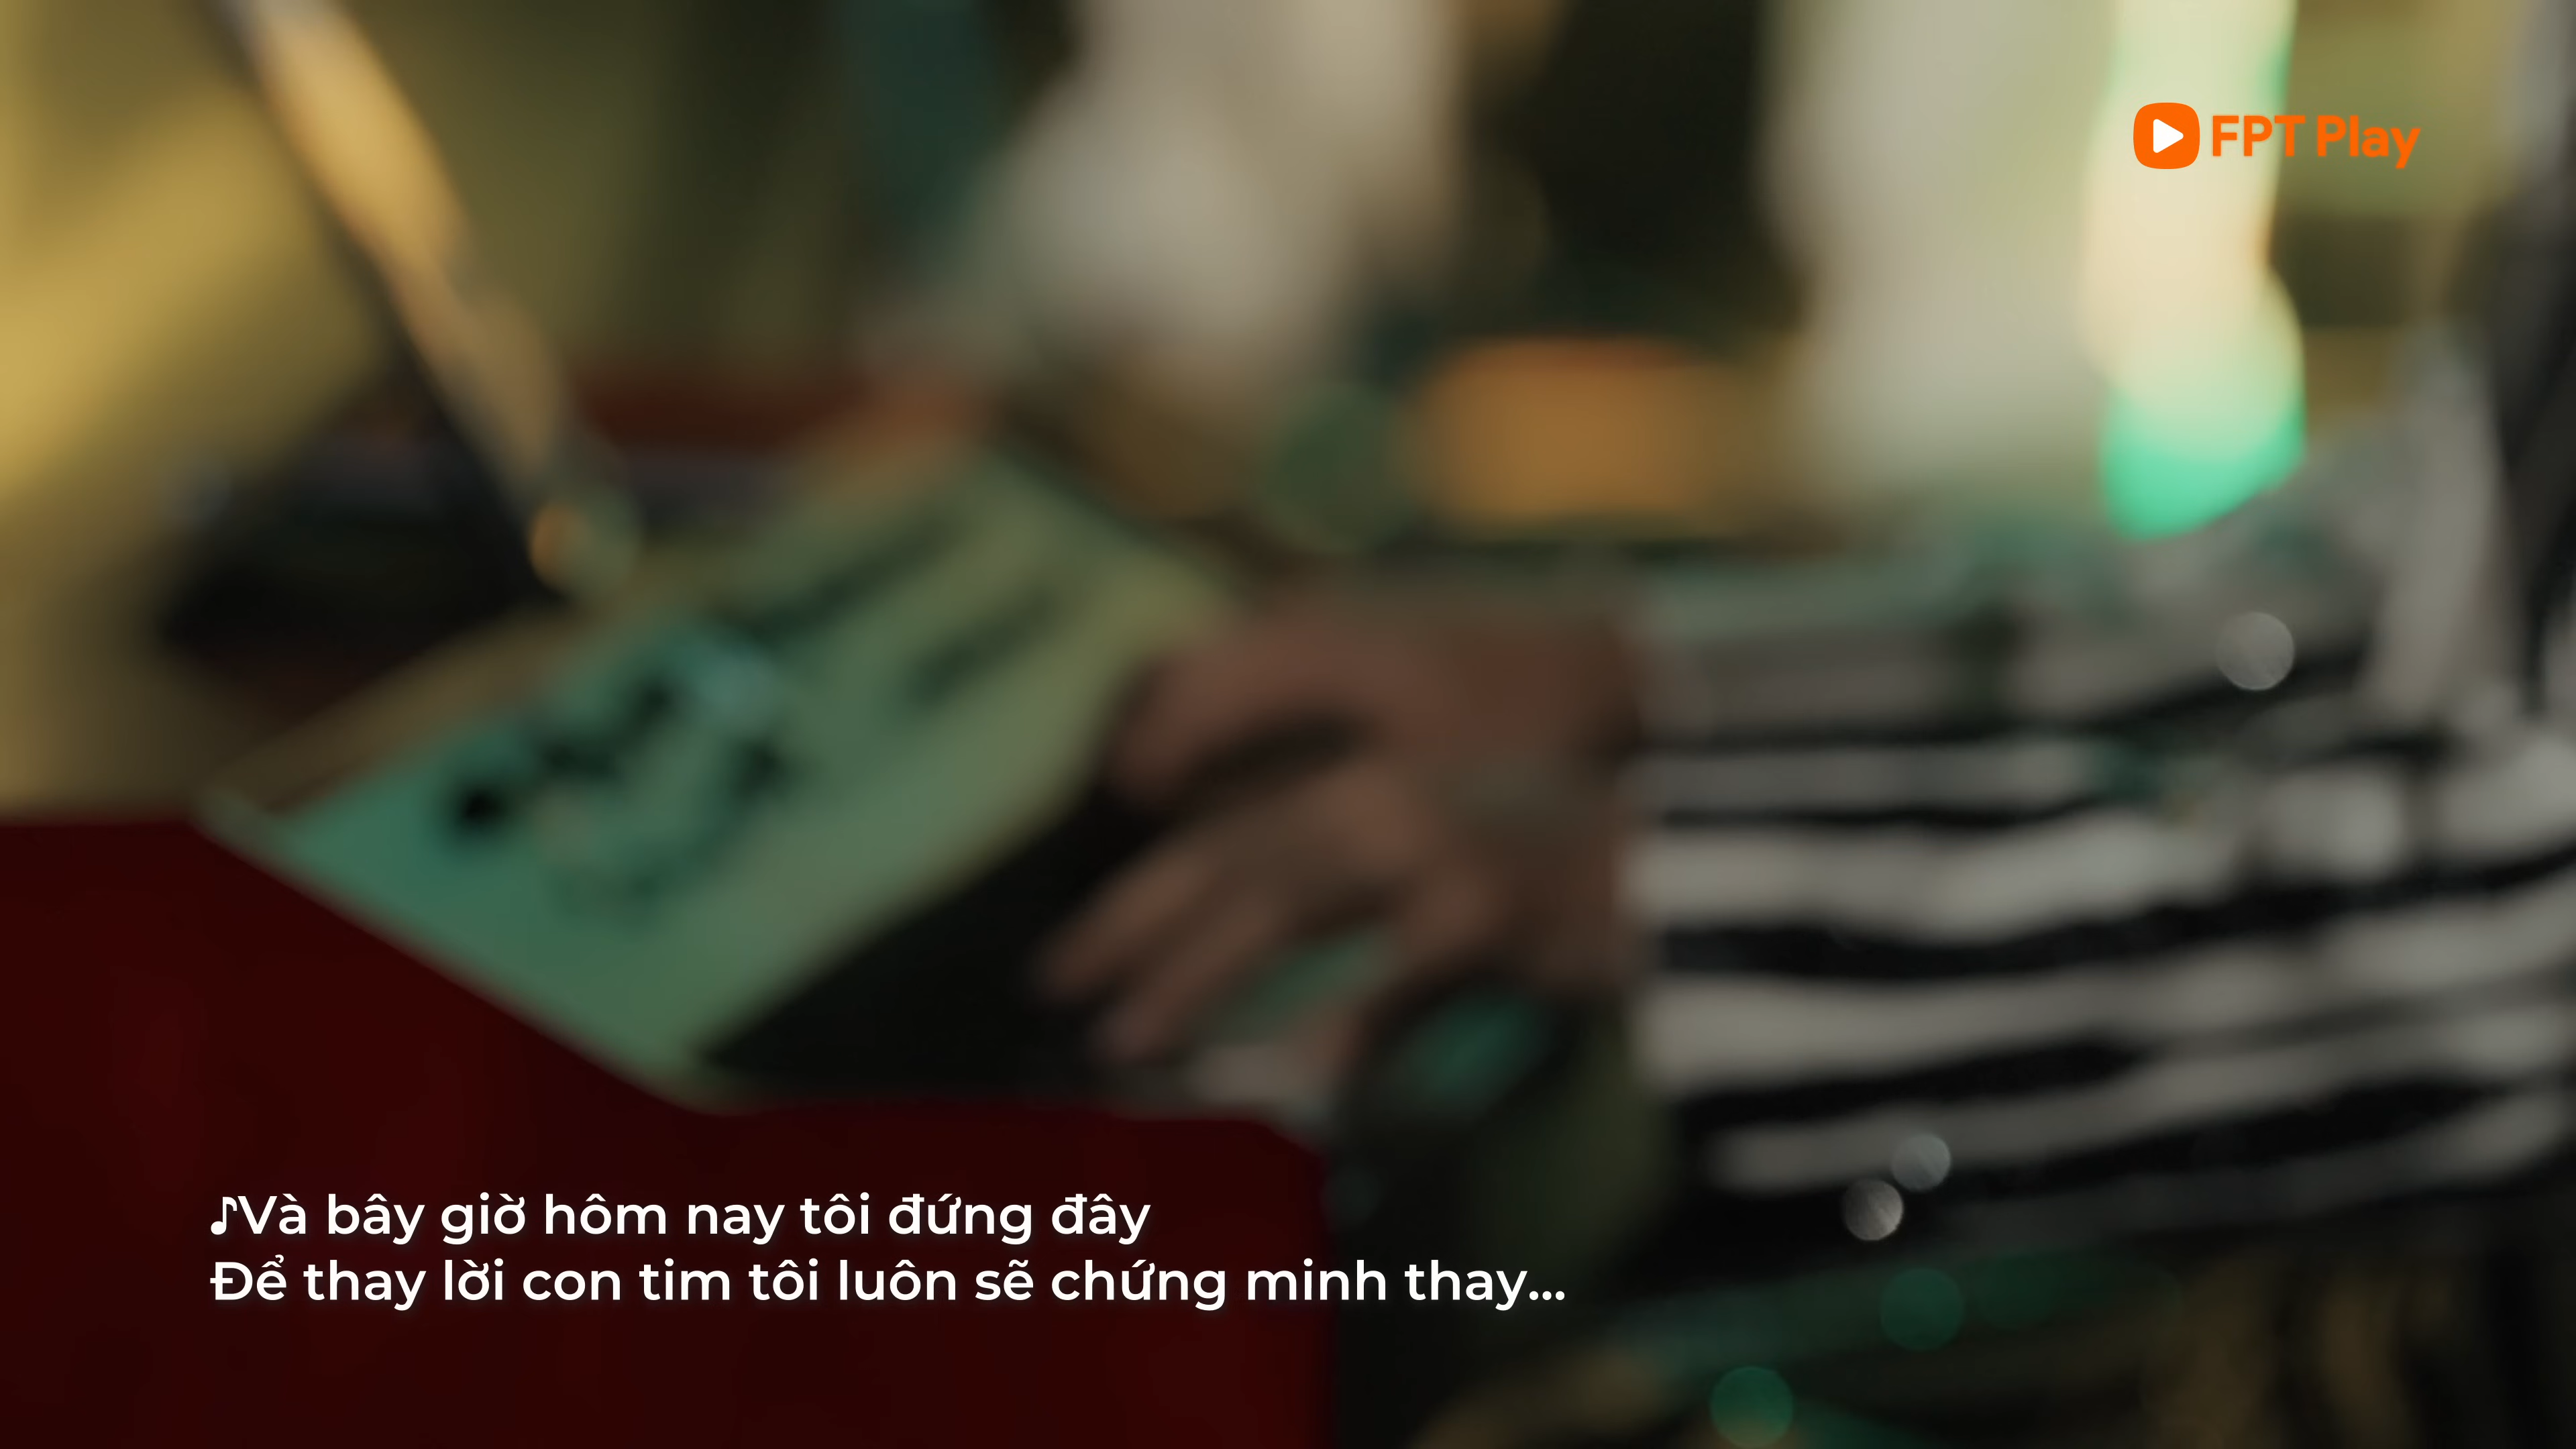 FPT Play
♪Và bây giờ hôm nay tôi đứng đây
Để thay lời con tim tôi luôn sẽ chứng minh thay...